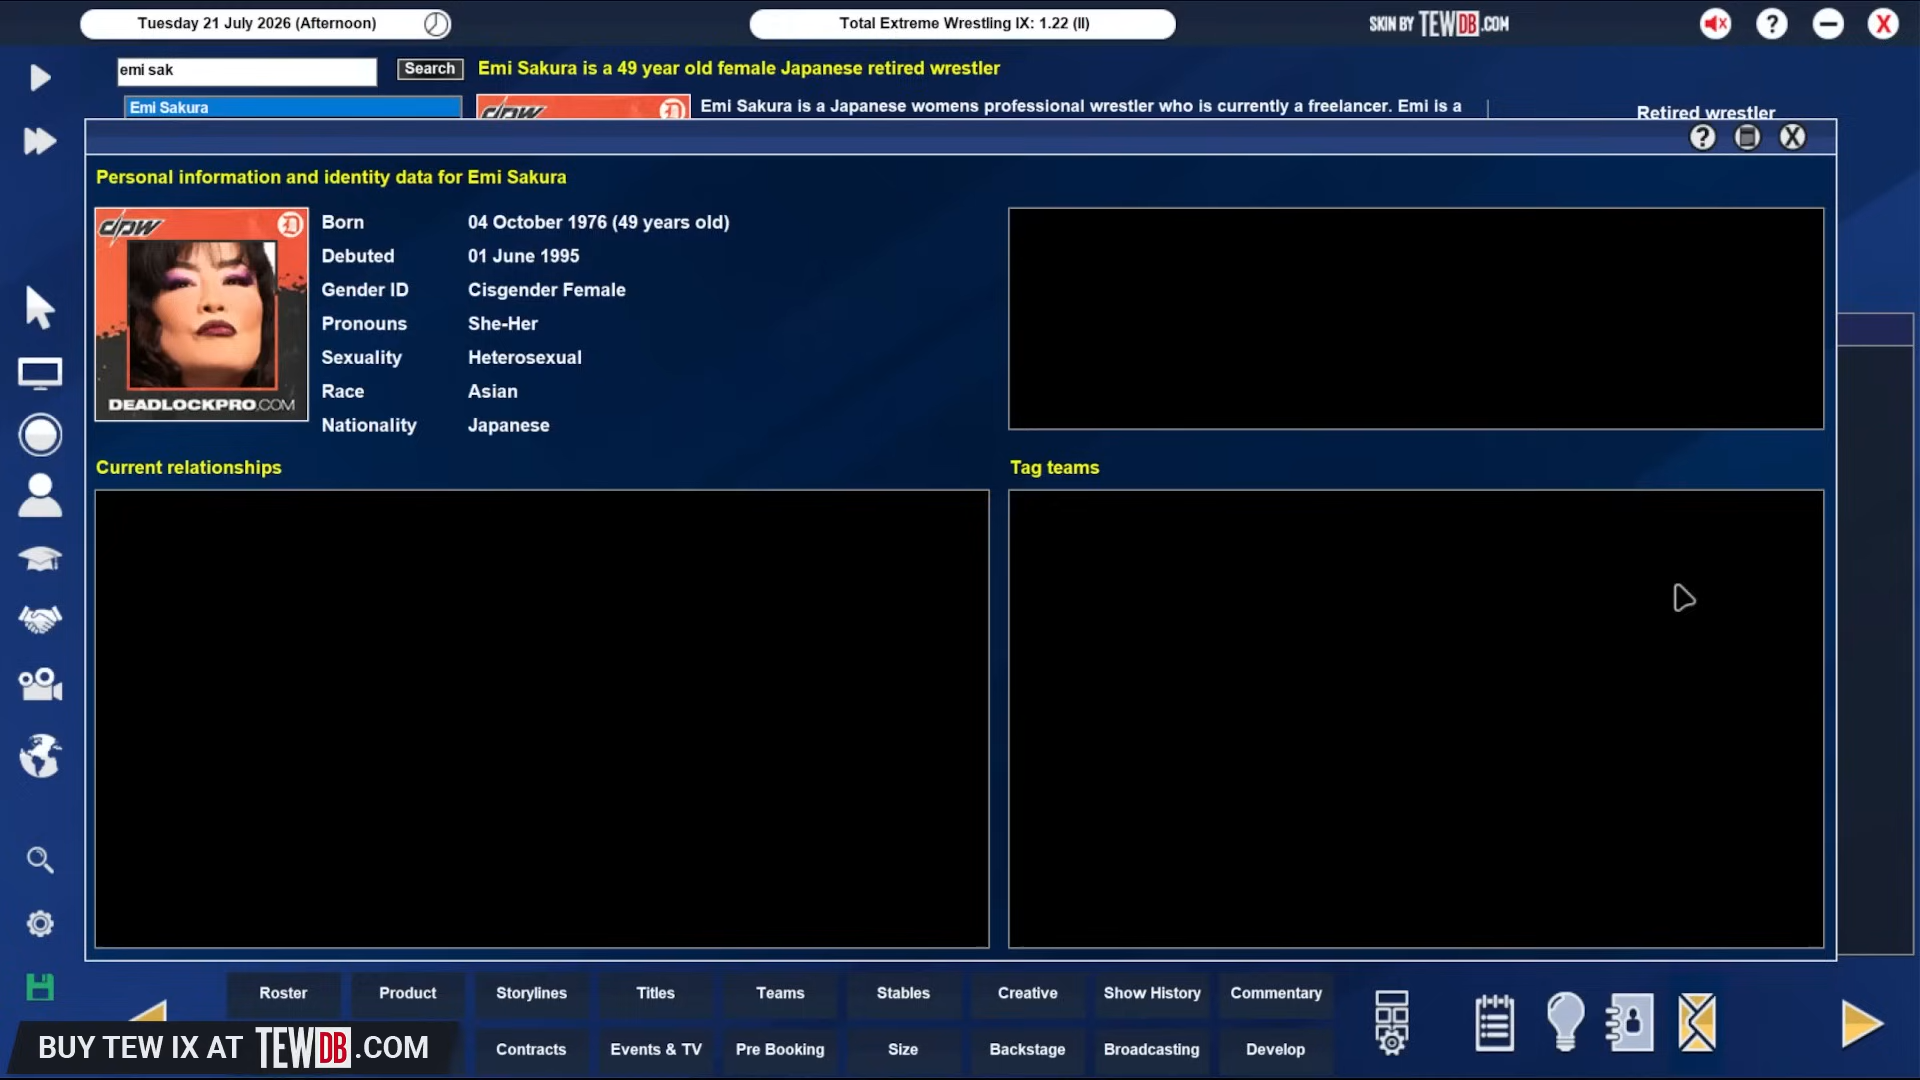 Tuesday 21 July 2026 (Afternoon)
Total Extreme Wrestling IX: 1.22 (II)
SKIN BY TEWDB.COM
emi sak
Search
Emi Sakura is a 49 year old female Japanese retired wrestler
Emi Sakura
dpw
Emi Sakura is a Japanese womens professional wrestler who is currently a freelancer. Emi is a
Retired wrestler
Personal information and identity data for Emi Sakura
dpw
DEADLOCKPRO.COM
Born 04 October 1976 (49 years old)
Debuted 01 June 1995
Gender ID Cisgender Female
Pronouns She-Her
Sexuality Heterosexual
Race Asian
Nationality Japanese
Current relationships
Tag teams
Roster Product Storylines Titles Teams Stables Creative Show History Commentary
Contracts Events & TV Pre Booking Size Backstage Broadcasting Develop
BUY TEW IX AT TEWDB.COM